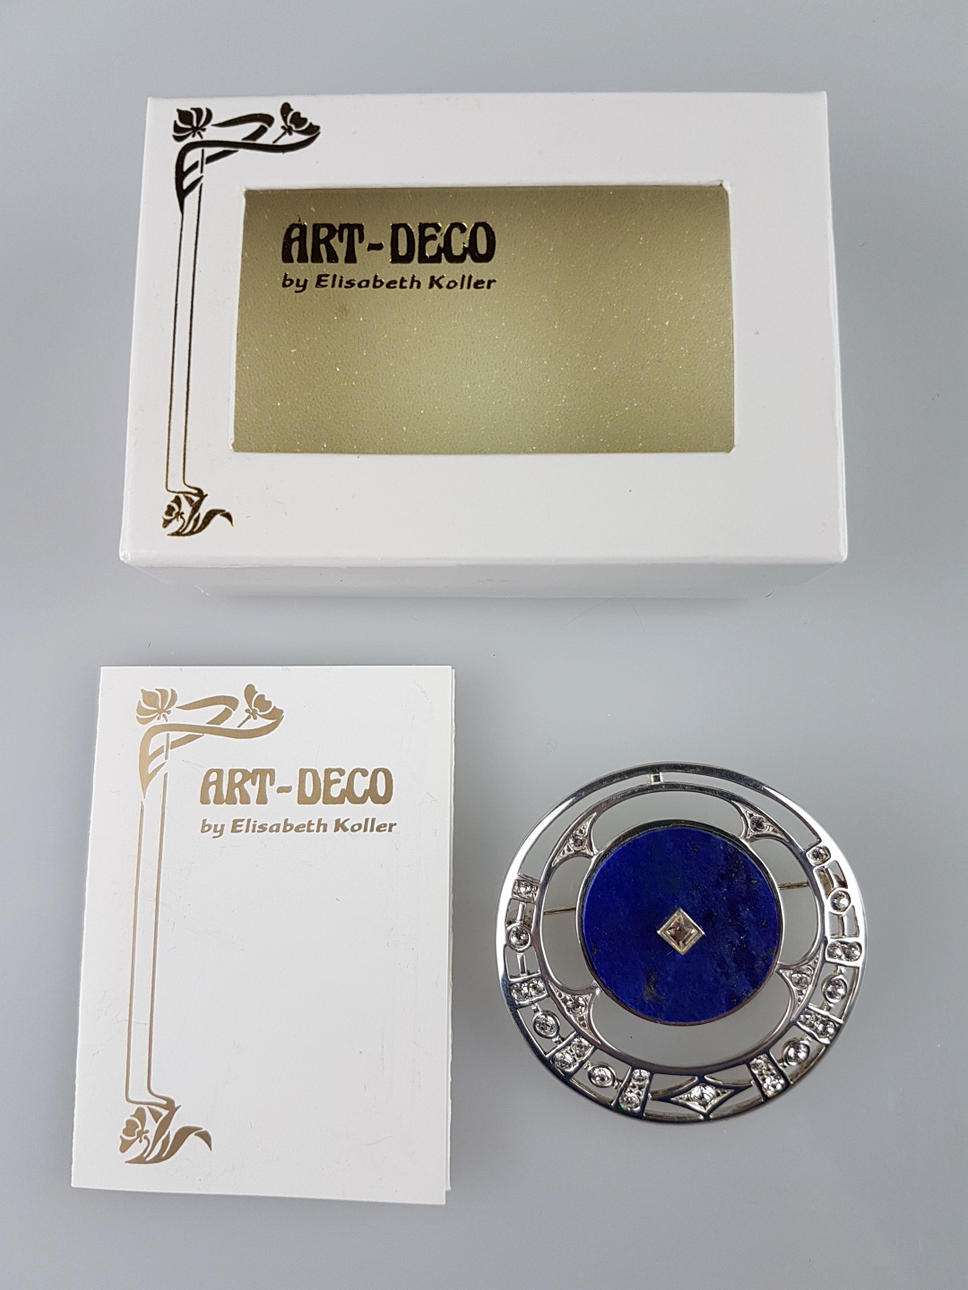 ART-DECO
by Elisabeth Koller
ART-DECO
by Elisabeth Koller